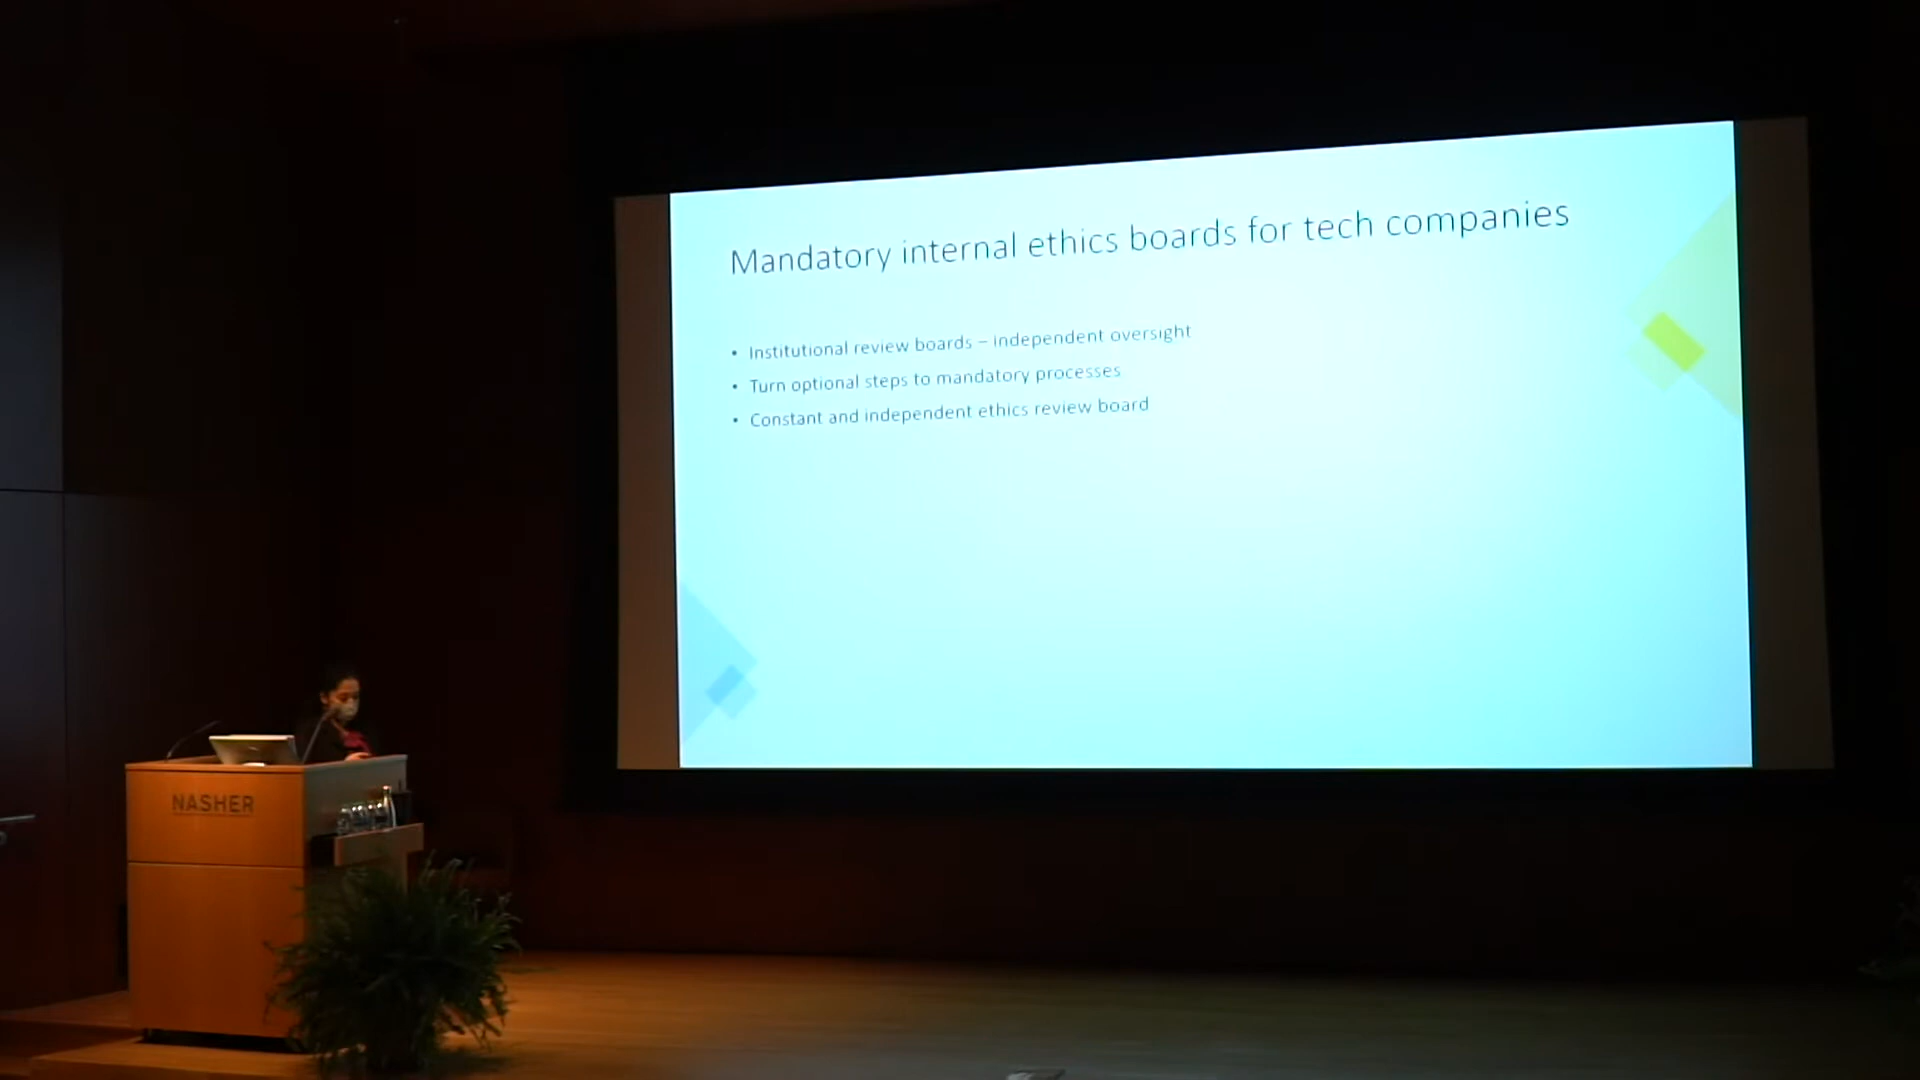 Mandatory internal ethics boards for tech companies
• Institutional review boards – independent oversight
• Turn optional steps to mandatory processes
• Constant and independent ethics review board
NASHER